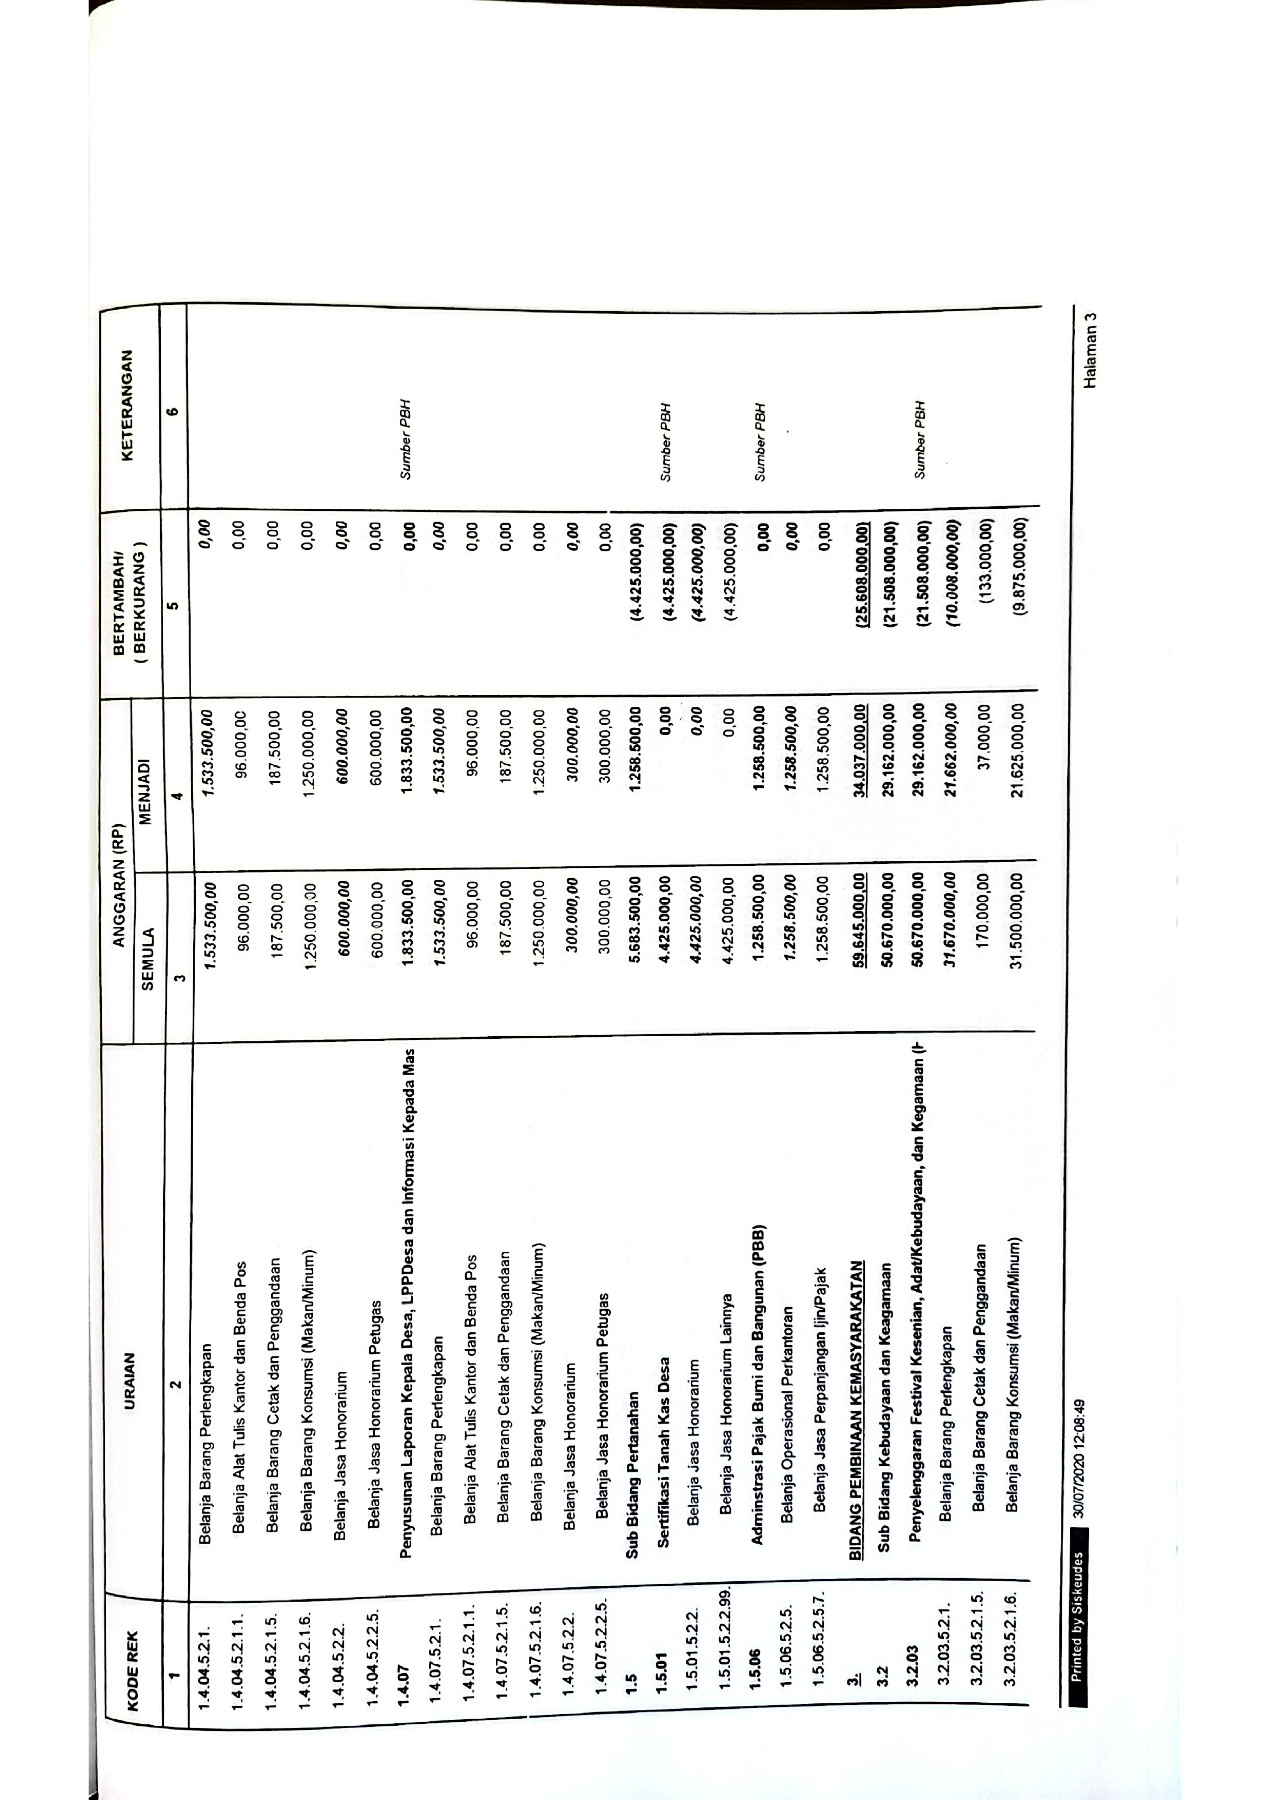 KODE REK URAIAN ANGGARAN (RP) BERTAMBAH/ ( BERKURANG ) KETERANGAN
SEMULA MENJADI
1 2 3 4 5 6
1.4.04.5.2.1. Belanja Barang Perlengkapan 1.533.500,00 1.533.500,00 0,00
1.4.04.5.2.1.1. Belanja Alat Tulis Kantor dan Benda Pos 96.000,00 96.000,00 0,00
1.4.04.5.2.1.5. Belanja Barang Cetak dan Penggandaan 187.500,00 187.500,00 0,00
1.4.04.5.2.1.6. Belanja Barang Konsumsi (Makan/Minum) 1.250.000,00 1.250.000,00 0,00
1.4.04.5.2.2. Belanja Jasa Honorarium 600.000,00 600.000,00 0,00
1.4.04.5.2.2.5. Belanja Jasa Honorarium Petugas 600.000,00 600.000,00 0,00
1.4.07 Penyusunan Laporan Kepala Desa, LPPDesa dan Informasi Kepada Mas 1.833.500,00 1.833.500,00 0,00 Sumber PBH
1.4.07.5.2.1. Belanja Barang Perlengkapan 1.533.500,00 1.533.500,00 0,00
1.4.07.5.2.1.1. Belanja Alat Tulis Kantor dan Benda Pos 96.000,00 96.000,00 0,00
1.4.07.5.2.1.5. Belanja Barang Cetak dan Penggandaan 187.500,00 187.500,00 0,00
1.4.07.5.2.1.6. Belanja Barang Konsumsi (Makan/Minum) 1.250.000,00 1.250.000,00 0,00
1.4.07.5.2.2. Belanja Jasa Honorarium 300.000,00 300.000,00 0,00
1.4.07.5.2.2.5. Belanja Jasa Honorarium Petugas 300.000,00 300.000,00 0,00
1.5 Sub Bidang Pertanahan 5.683.500,00 1.258.500,00 (4.425.000,00)
1.5.01 Sertifikasi Tanah Kas Desa 4.425.000,00 0,00 (4.425.000,00) Sumber PBH
1.5.01.5.2.2. Belanja Jasa Honorarium 4.425.000,00 0,00 (4.425.000,00)
1.5.01.5.2.2.99. Belanja Jasa Honorarium Lainnya 4.425.000,00 0,00 (4.425.000,00)
1.5.06 Adminstrasi Pajak Bumi dan Bangunan (PBB) 1.258.500,00 1.258.500,00 0,00 Sumber PBH
1.5.06.5.2.5. Belanja Operasional Perkantoran 1.258.500,00 1.258.500,00 0,00
1.5.06.5.2.5.7. Belanja Jasa Perpanjangan Ijin/Pajak 1.258.500,00 1.258.500,00 0,00
3. BIDANG PEMBINAAN KEMASYARAKATAN 59.645.000,00 34.037.000,00 (25.608.000,00)
3.2 Sub Bidang Kebudayaan dan Keagamaan 50.670.000,00 29.162.000,00 (21.508.000,00)
3.2.03 Penyelenggaran Festival Kesenian, Adat/Kebudayaan, dan Kegamaan (H 50.670.000,00 29.162.000,00 (21.508.000,00) Sumber PBH
3.2.03.5.2.1. Belanja Barang Perlengkapan 31.670.000,00 21.662.000,00 (10.008.000,00)
3.2.03.5.2.1.5. Belanja Barang Cetak dan Penggandaan 170.000,00 37.000,00 (133.000,00)
3.2.03.5.2.1.6. Belanja Barang Konsumsi (Makan/Minum) 31.500.000,00 21.625.000,00 (9.875.000,00)
Printed by Siskeudes 30/07/2020 12:08:49 Halaman 3